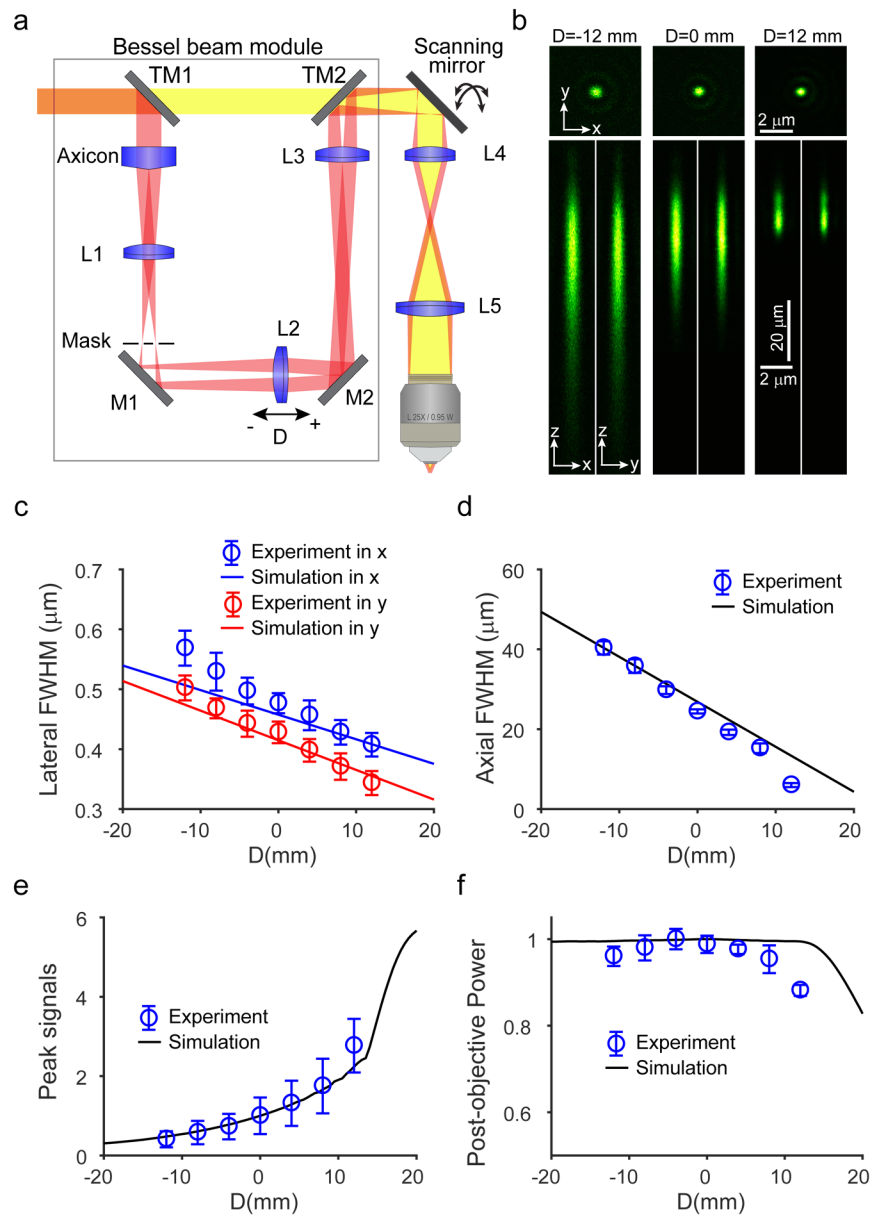 a
Bessel beam module
TM1
TM2
Scanning
mirror
Axicon
L3
L4
L1
L5
Mask
L2
M1
M2
- D +
L 25X / 0.95 W
b
D=-12 mm
D=0 mm
D=12 mm
y
x
2 μm
20 μm
2 μm
z
x
z
y
c
Experiment in x
Simulation in x
Experiment in y
Simulation in y
Lateral FWHM (μm)
0.7
0.6
0.5
0.4
0.3
-20 -10 0 10 20
D(mm)
d
Experiment
Simulation
Axial FWHM (μm)
60
40
20
0
-20 -10 0 10 20
D(mm)
e
Experiment
Simulation
Peak signals
6
4
2
0
-20 -10 0 10 20
D(mm)
f
Experiment
Simulation
Post-objective Power
1
0.8
0.6
-20 -10 0 10 20
D(mm)